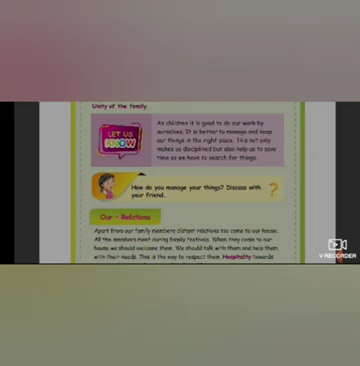 Unity of the family.
LET US
KNOW
As children it is good to do our work by
ourselves. It is better to manage and keep
our things in the right place. This not only
makes us disciplined but also help us to save
time as we have to search for things.
How do you manage your things? Discuss with
your friend.
?
Our - Relations
Apart from our family members distant relations too come to our house.
All the members meet during family festivals. When they come to our
house we should welcome them. We should talk with them and help them
with their needs. This is the way to respect them. Hospitality towards
V RECORDER